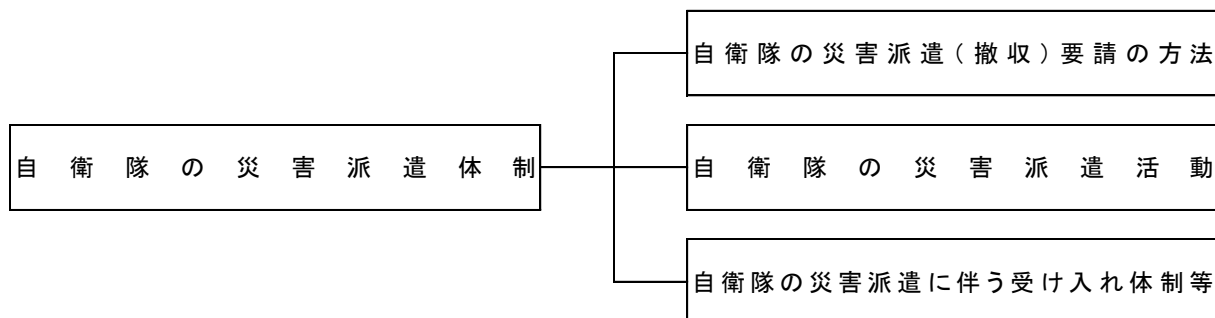 自衛隊の災害派遣(撤収)要請の方法
自衛隊の災害派遣体制
自衛隊の災害派遣活動
自衛隊の災害派遣に伴う受け入れ体制等